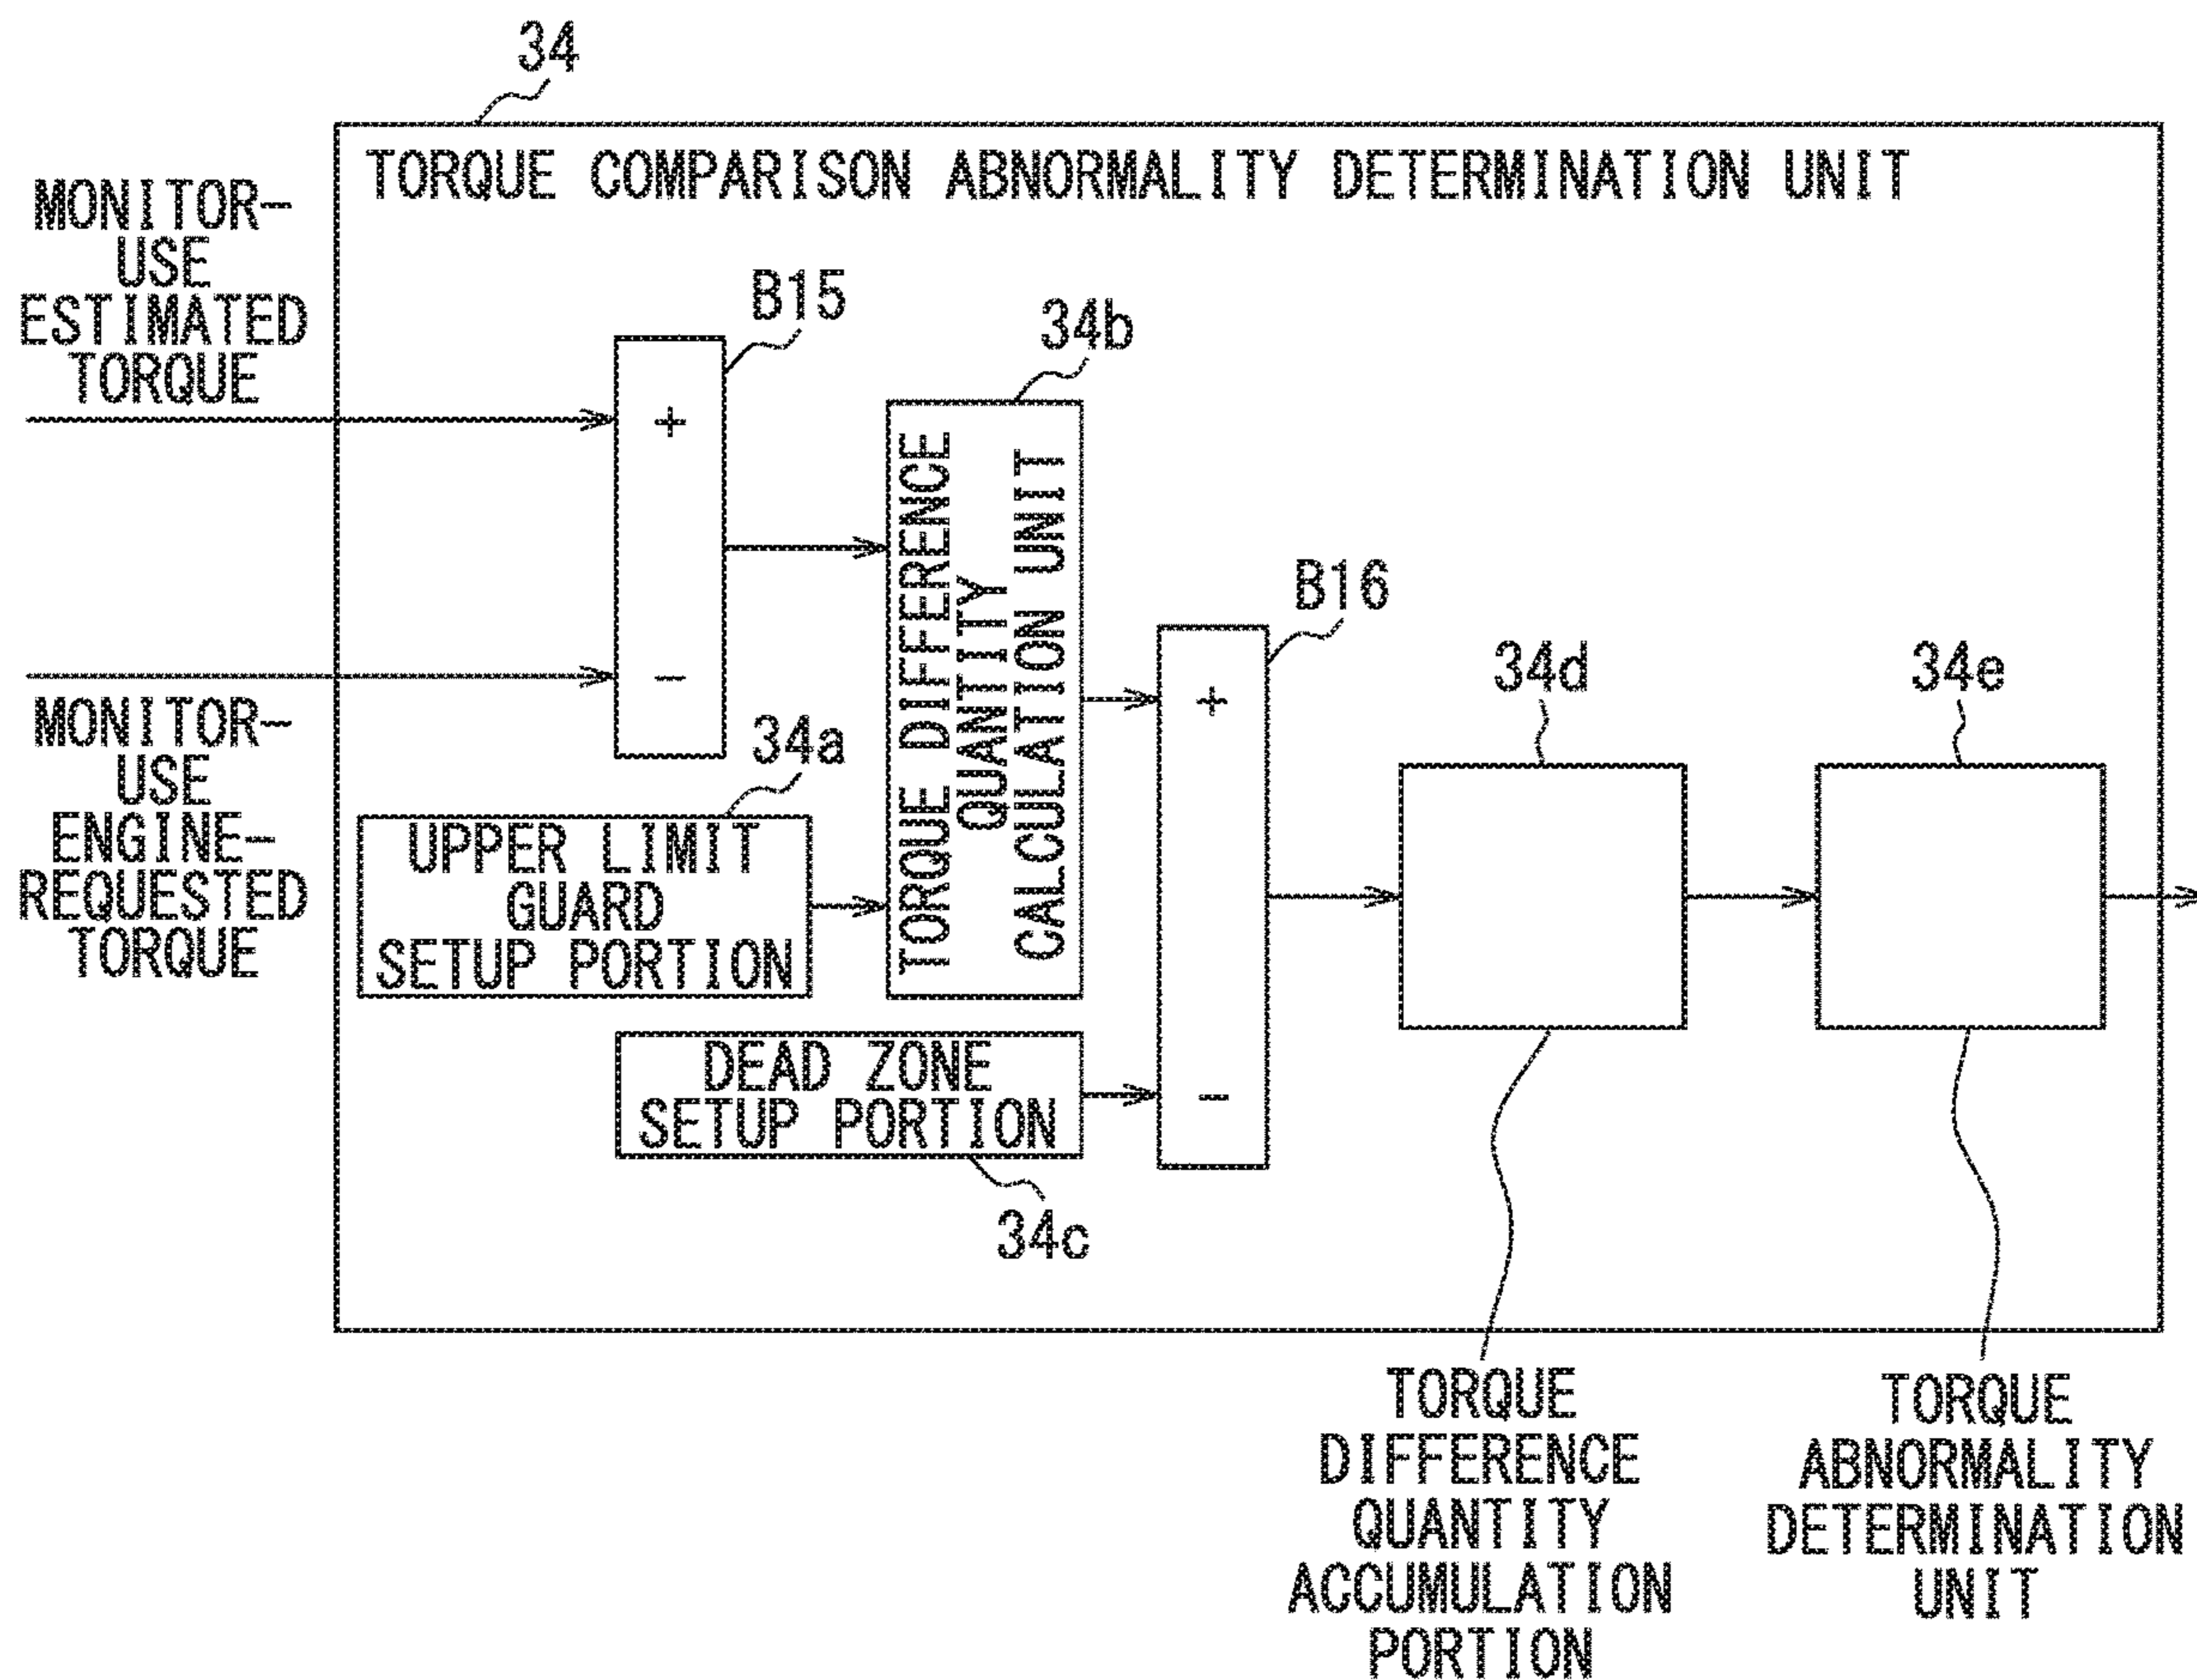 34
TORQUE COMPARISON ABNORMALITY DETERMINATION UNIT
MONITOR-
USE
ESTIMATED
TORQUE
B15
+
-
34b
TORQUE DIFFERENCE
QUANTITY
CALCULATION UNIT
MONITOR-
USE
ENGINE-
REQUESTED
TORQUE
34a
UPPER LIMIT
GUARD
SETUP PORTION
B16
+
-
DEAD ZONE
SETUP PORTION
34c
34d
34e
TORQUE
DIFFERENCE
QUANTITY
ACCUMULATION
PORTION
TORQUE
ABNORMALITY
DETERMINATION
UNIT